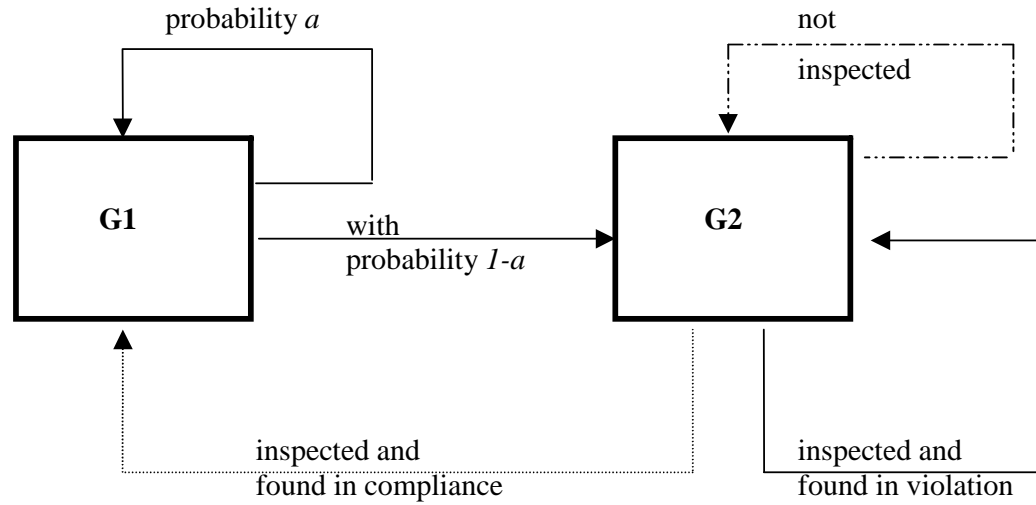 probability a
not
inspected
G1
G2
with
probability 1-a
inspected and
found in compliance
inspected and
found in violation